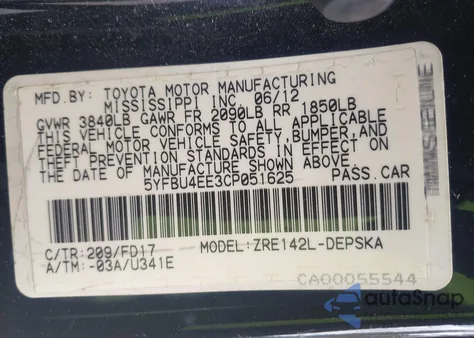 MFD.BY: TOYOTA MOTOR MANUFACTURING
MISSISSIPPI INC. 06/12
GVWR 3840LB GAWR FR 2090LB RR 1850LB
THIS VEHICLE CONFORMS TO ALL APPLICABLE
FEDERAL MOTOR VEHICLE SAFETY,BUMPER,AND
THEFT PREVENTION STANDARDS IN EFFECT ON
THE DATE OF MANUFACTURE SHOWN ABOVE.
5YFBU4EE3CP051625 PASS.CAR
C/TR:209/FD17 MODEL:ZRE142L-DEPSKA
A/TM:-03A/U341E
CA00055544
autoSnap